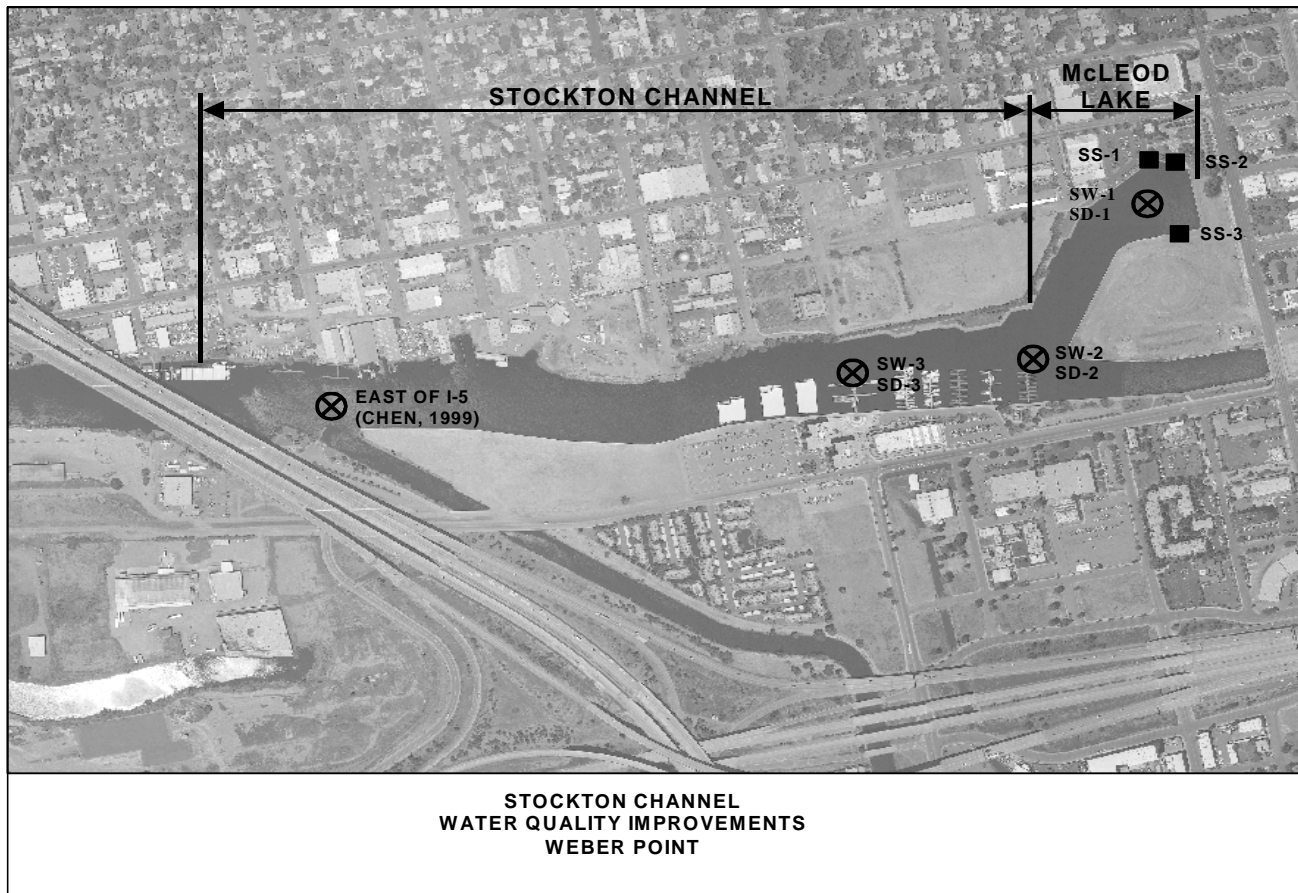 McLEOD
LAKE
STOCKTON CHANNEL
SS-1
SS-2
SW-1
SD-1
SS-3
SW-2
SD-2
SW-3
SD-3
EAST OF I-5
(CHEN, 1999)
STOCKTON CHANNEL
WATER QUALITY IMPROVEMENTS
WEBER POINT